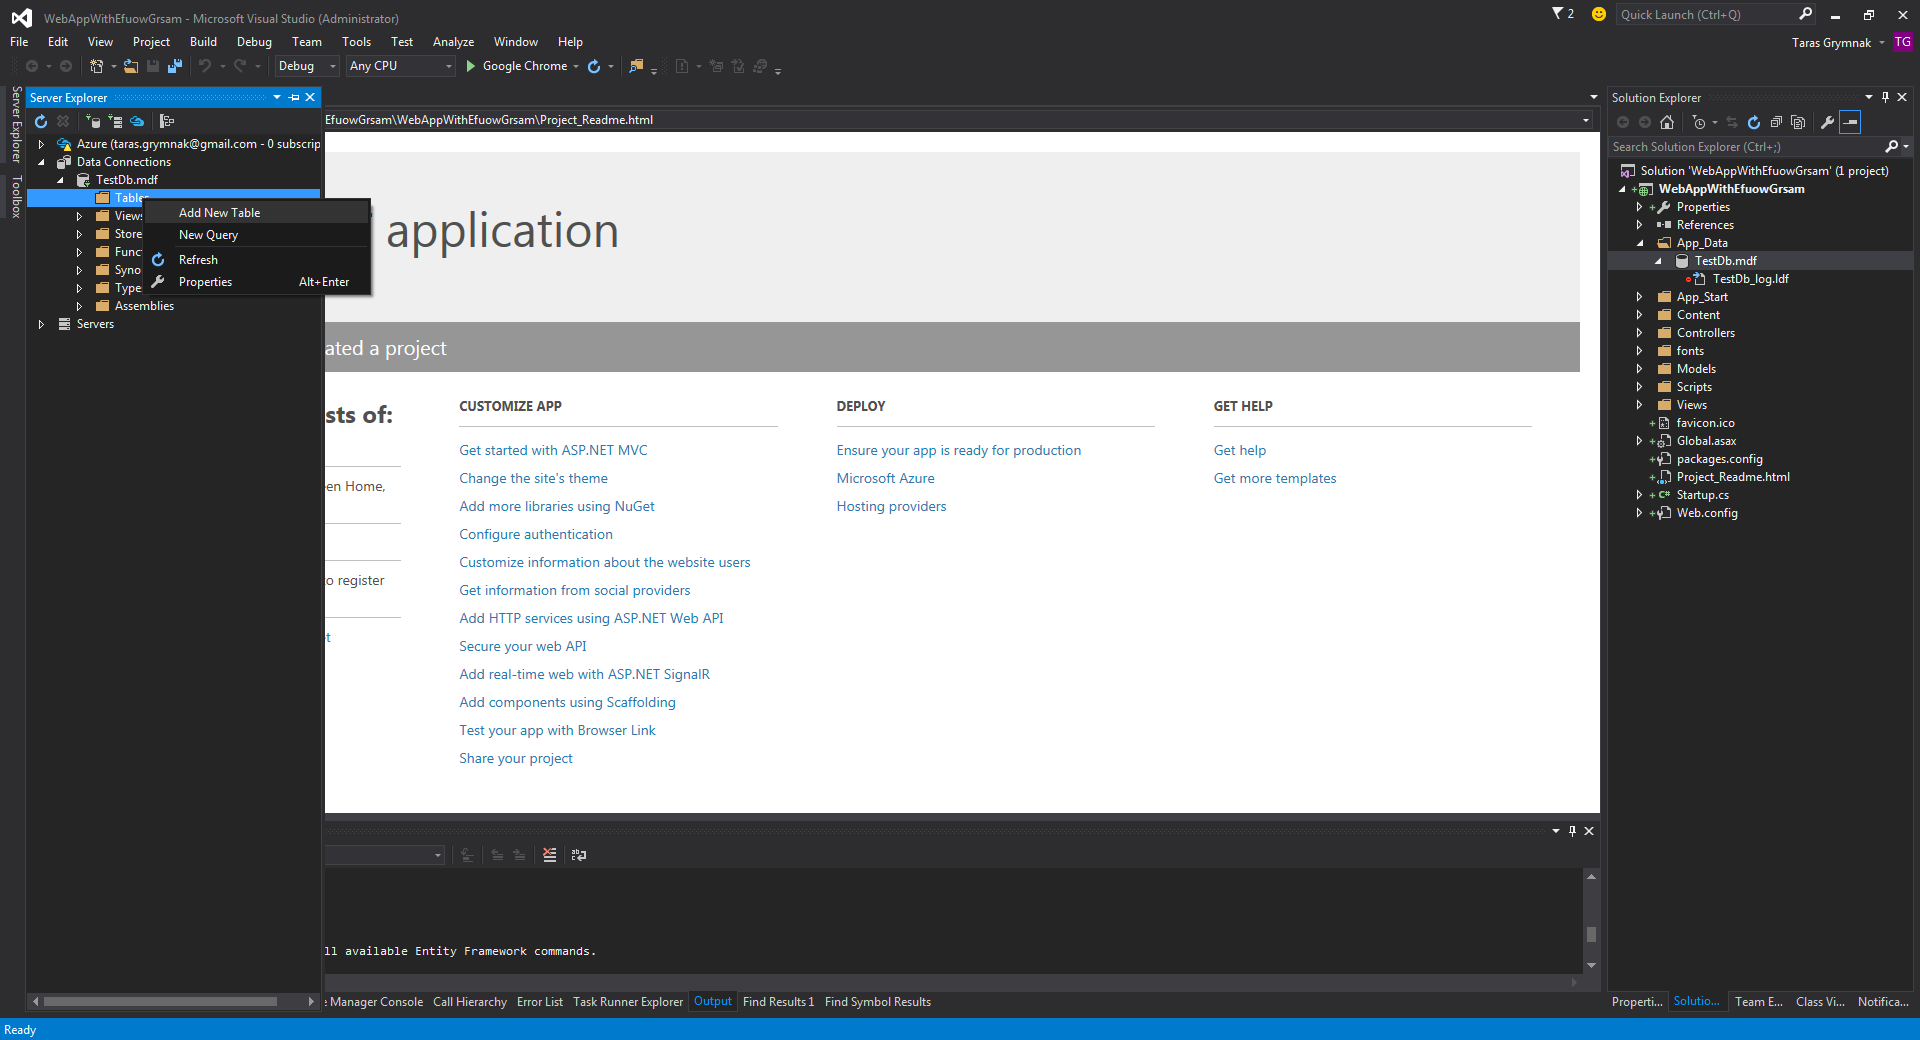 WebAppWithEfuowGrsam - Microsoft Visual Studio (Administrator)
2
Quick Launch (Ctrl+Q)
File Edit View Project Build Debug Team Tools Test Analyze Window Help
Taras Grymnak TG
Debug Any CPU Google Chrome
Server Explorer
Toolbox
Server Explorer
Azure (taras.grymnak@gmail.com - 0 subscrip
Data Connections
TestDb.mdf
Tables
Views
Store
Func
Syno
Type
Assemblies
Servers
Add New Table
New Query
Refresh
Properties Alt+Enter
EfuowGrsam\WebAppWithEfuowGrsam\Project_Readme.html
application
ated a project
sts of:
en Home,
to register
t
CUSTOMIZE APP
Get started with ASP.NET MVC
Change the site's theme
Add more libraries using NuGet
Configure authentication
Customize information about the website users
Get information from social providers
Add HTTP services using ASP.NET Web API
Secure your web API
Add real-time web with ASP.NET SignalR
Add components using Scaffolding
Test your app with Browser Link
Share your project
DEPLOY
Ensure your app is ready for production
Microsoft Azure
Hosting providers
GET HELP
Get help
Get more templates
ll available Entity Framework commands.
e Manager Console Call Hierarchy Error List Task Runner Explorer Output Find Results 1 Find Symbol Results
Solution Explorer
Search Solution Explorer (Ctrl+;)
Solution 'WebAppWithEfuowGrsam' (1 project)
WebAppWithEfuowGrsam
Properties
References
App_Data
TestDb.mdf
TestDb_log.ldf
App_Start
Content
Controllers
fonts
Models
Scripts
Views
favicon.ico
Global.asax
packages.config
Project_Readme.html
Startup.cs
Web.config
Properti... Solutio... Team E... Class Vi... Notifica...
Ready